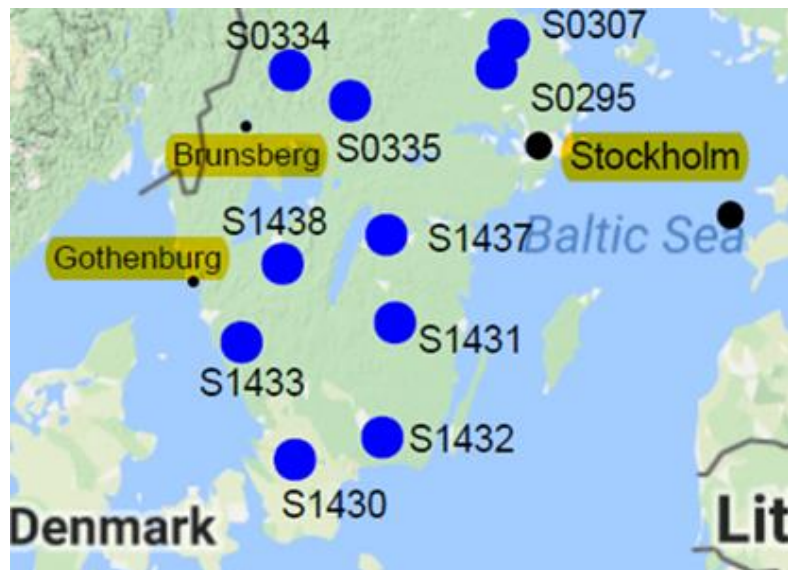 S0307
S0334
S0295
Brunsberg
S0335
Stockholm
S1438
S1437
Baltic Sea
Gothenburg
S1431
S1433
S1432
S1430
Denmark
Lit